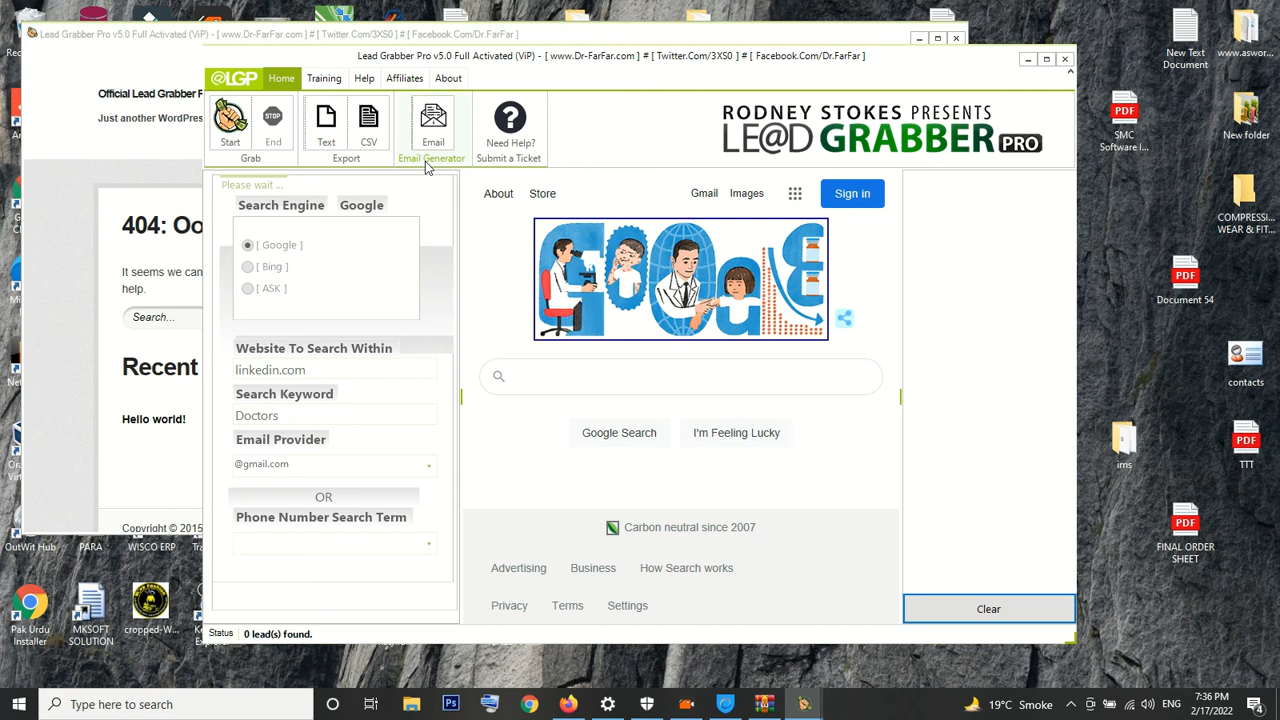 Lead Grabber Pro v5.0 Full Activated (ViP) - [ www.Dr-FarFar.com ] # [ Twitter.Com/3XS0 ] # [ Facebook.Com/Dr.FarFar ]
Lead Grabber Pro v5.0 Full Activated (ViP) - [ www.Dr-FarFar.com ] # [ Twitter.Com/3XS0 ] # [ Facebook.Com/Dr.FarFar ]
@LGP Home Training Help Affiliates About
Official Lead Grabber P
Just another WordPres
Start End Text CSV Email Need Help?
Grab Export Email Generator Submit a Ticket
RODNEY STOKES PRESENTS
LE@D GRABBER PRO
404: Oo
It seems we can
help.
Search...
Recent
Hello world!
Copyright © 2015
Please wait ...
Search Engine Google
[ Google ]
[ Bing ]
[ ASK ]
Website To Search Within
linkedin.com
Search Keyword
Doctors
Email Provider
@gmail.com
OR
Phone Number Search Term
About Store Gmail Images Sign in
Google Search I'm Feeling Lucky
Carbon neutral since 2007
Advertising Business How Search works
Privacy Terms Settings
Clear
Status 0 lead(s) found.
New Text
Document
www.aswor...
PDF
SMC
Software I...
New folder
PDF
Document 54
COMPRESSI...
WEAR & FIT...
contacts
ims
PDF
TTT
PDF
FINAL ORDER
SHEET
OutWit Hub PARA WISCO ERP
Pak Urdu
Installer
MKSOFT
SOLUTION
cropped-W...
Type here to search
Ps
19°C Smoke
ENG
7:36 PM
2/17/2022
4